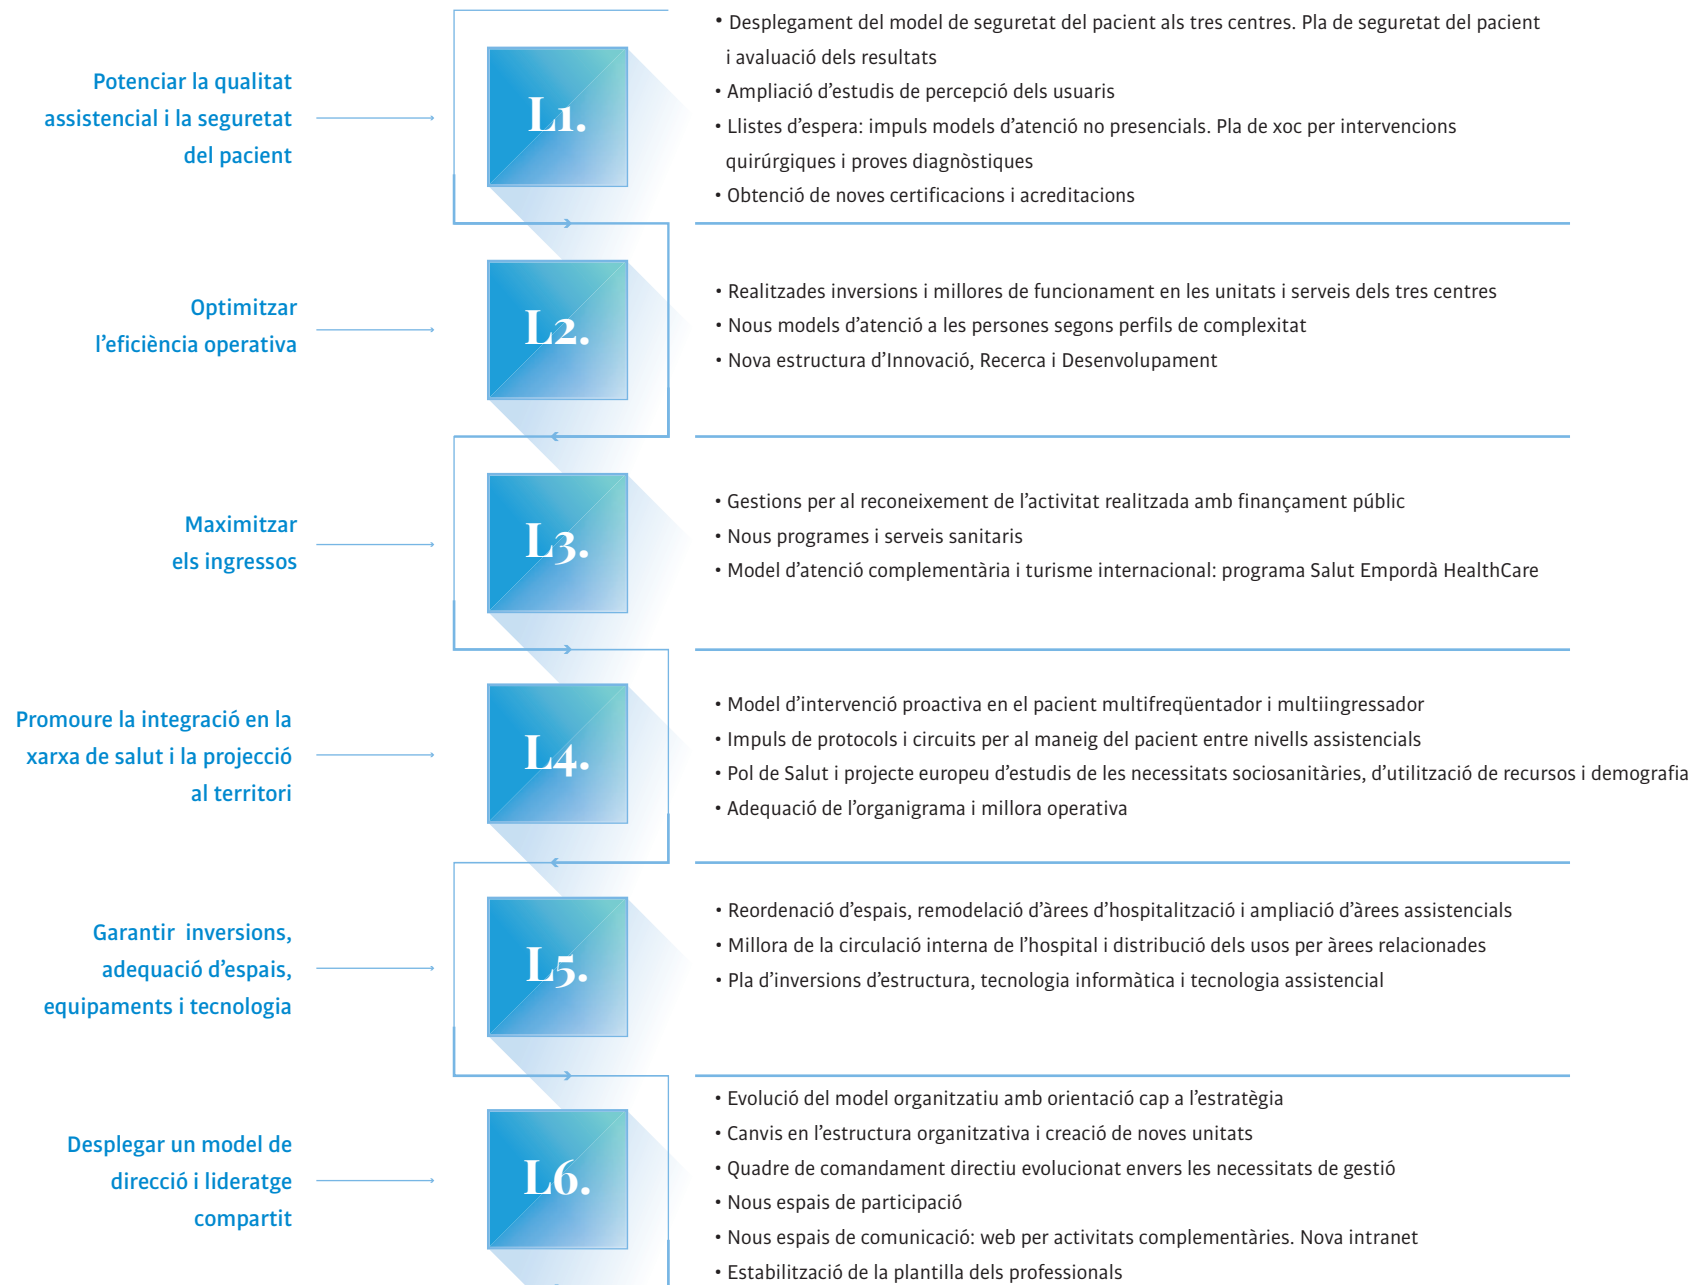 Potenciar la qualitat
assistencial i la seguretat
del pacient
L1.
• Desplegament del model de seguretat del pacient als tres centres. Pla de seguretat del pacient
i avaluació dels resultats
• Ampliació d’estudis de percepció dels usuaris
• Llistes d’espera: impuls models d’atenció no presencials. Pla de xoc per intervencions
quirúrgiques i proves diagnòstiques
• Obtenció de noves certificacions i acreditacions
Optimitzar
l’eficiència operativa
L2.
• Realitzades inversions i millores de funcionament en les unitats i serveis dels tres centres
• Nous models d’atenció a les persones segons perfils de complexitat
• Nova estructura d’Innovació, Recerca i Desenvolupament
Maximitzar
els ingressos
L3.
• Gestions per al reconeixement de l’activitat realitzada amb finançament públic
• Nous programes i serveis sanitaris
• Model d’atenció complementària i turisme internacional: programa Salut Empordà HealthCare
Promoure la integració en la
xarxa de salut i la projecció
al territori
L4.
• Model d’intervenció proactiva en el pacient multifreqüentador i multiingressador
• Impuls de protocols i circuits per al maneig del pacient entre nivells assistencials
• Pol de Salut i projecte europeu d’estudis de les necessitats sociosanitàries, d’utilització de recursos i demografia
• Adequació de l’organigrama i millora operativa
Garantir inversions,
adequació d’espais,
equipaments i tecnologia
L5.
• Reordenació d’espais, remodelació d’àrees d’hospitalització i ampliació d’àrees assistencials
• Millora de la circulació interna de l’hospital i distribució dels usos per àrees relacionades
• Pla d’inversions d’estructura, tecnologia informàtica i tecnologia assistencial
Desplegar un model de
direcció i lideratge
compartit
L6.
• Evolució del model organitzatiu amb orientació cap a l’estratègia
• Canvis en l’estructura organitzativa i creació de noves unitats
• Quadre de comandament directiu evolucionat envers les necessitats de gestió
• Nous espais de participació
• Nous espais de comunicació: web per activitats complementàries. Nova intranet
• Estabilització de la plantilla dels professionals